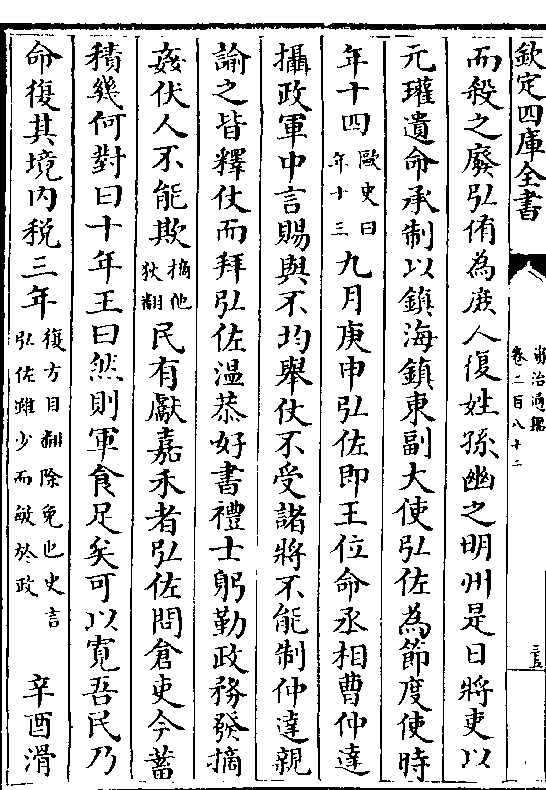 欽定四庫全書
資治通鑑
卷二百八十二
而殺之廢弘侑為庶人復姓孫幽之明州是日將吏以
元瓘遺命承制以鎮海鎮東副大使弘佐為節度使時
年十四歐史曰年十三九月庚申弘佐即王位命丞相曹仲達
攝政軍中言賜與不均舉仗不受諸將不能制仲達親
諭之皆釋仗而拜弘佐温恭好書禮士躬勤政務發摘
姦伏人不能欺摘他狄翻民有獻嘉禾者弘佐問倉吏今蓄
積幾何對曰十年王曰然則軍食足矣可以寛吾民乃
命復其境内税三年復方目翻除免也史言弘佐雖少而敏於政辛酉滑